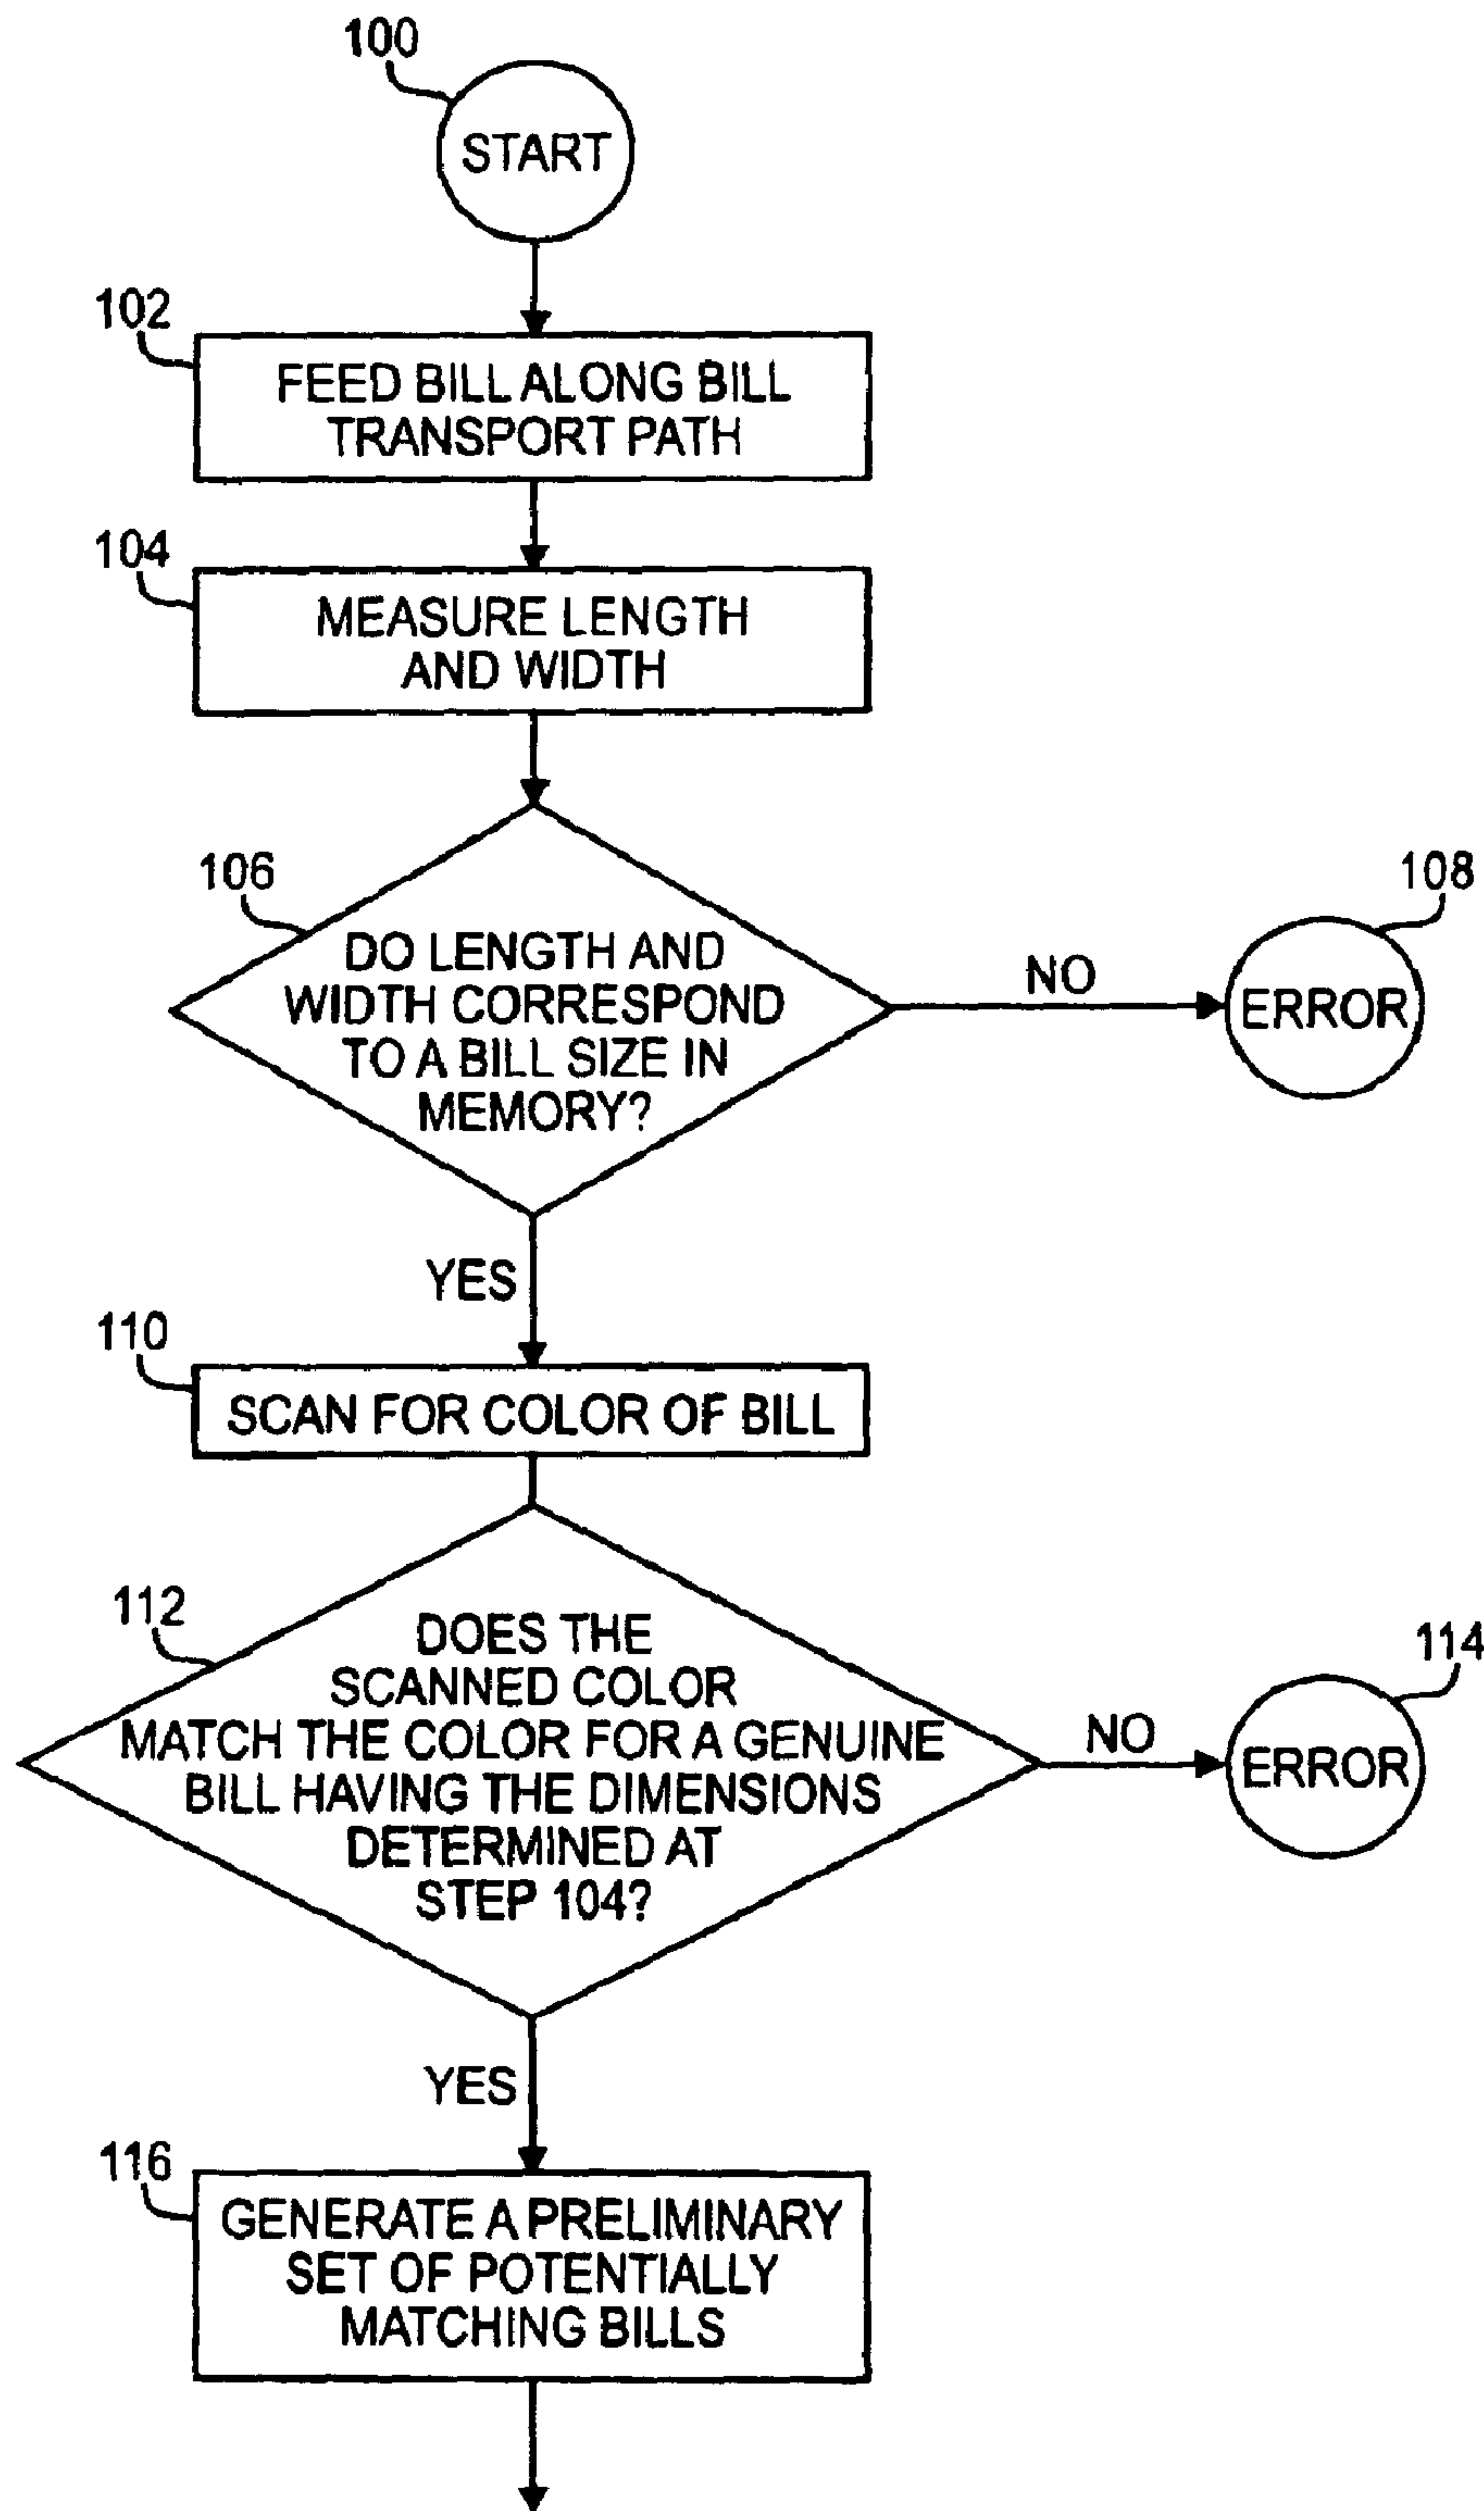 100
START
102
FEED BILL ALONG BILL
TRANSPORT PATH
104
MEASURE LENGTH
AND WIDTH
106
DO LENGTH AND
WIDTH CORRESPOND
TO A BILL SIZE IN
MEMORY?
NO
108
ERROR
YES
110
SCAN FOR COLOR OF BILL
112
DOES THE
SCANNED COLOR
MATCH THE COLOR FOR A GENUINE
BILL HAVING THE DIMENSIONS
DETERMINED AT
STEP 104?
NO
114
ERROR
YES
116
GENERATE A PRELIMINARY
SET OF POTENTIALLY
MATCHING BILLS